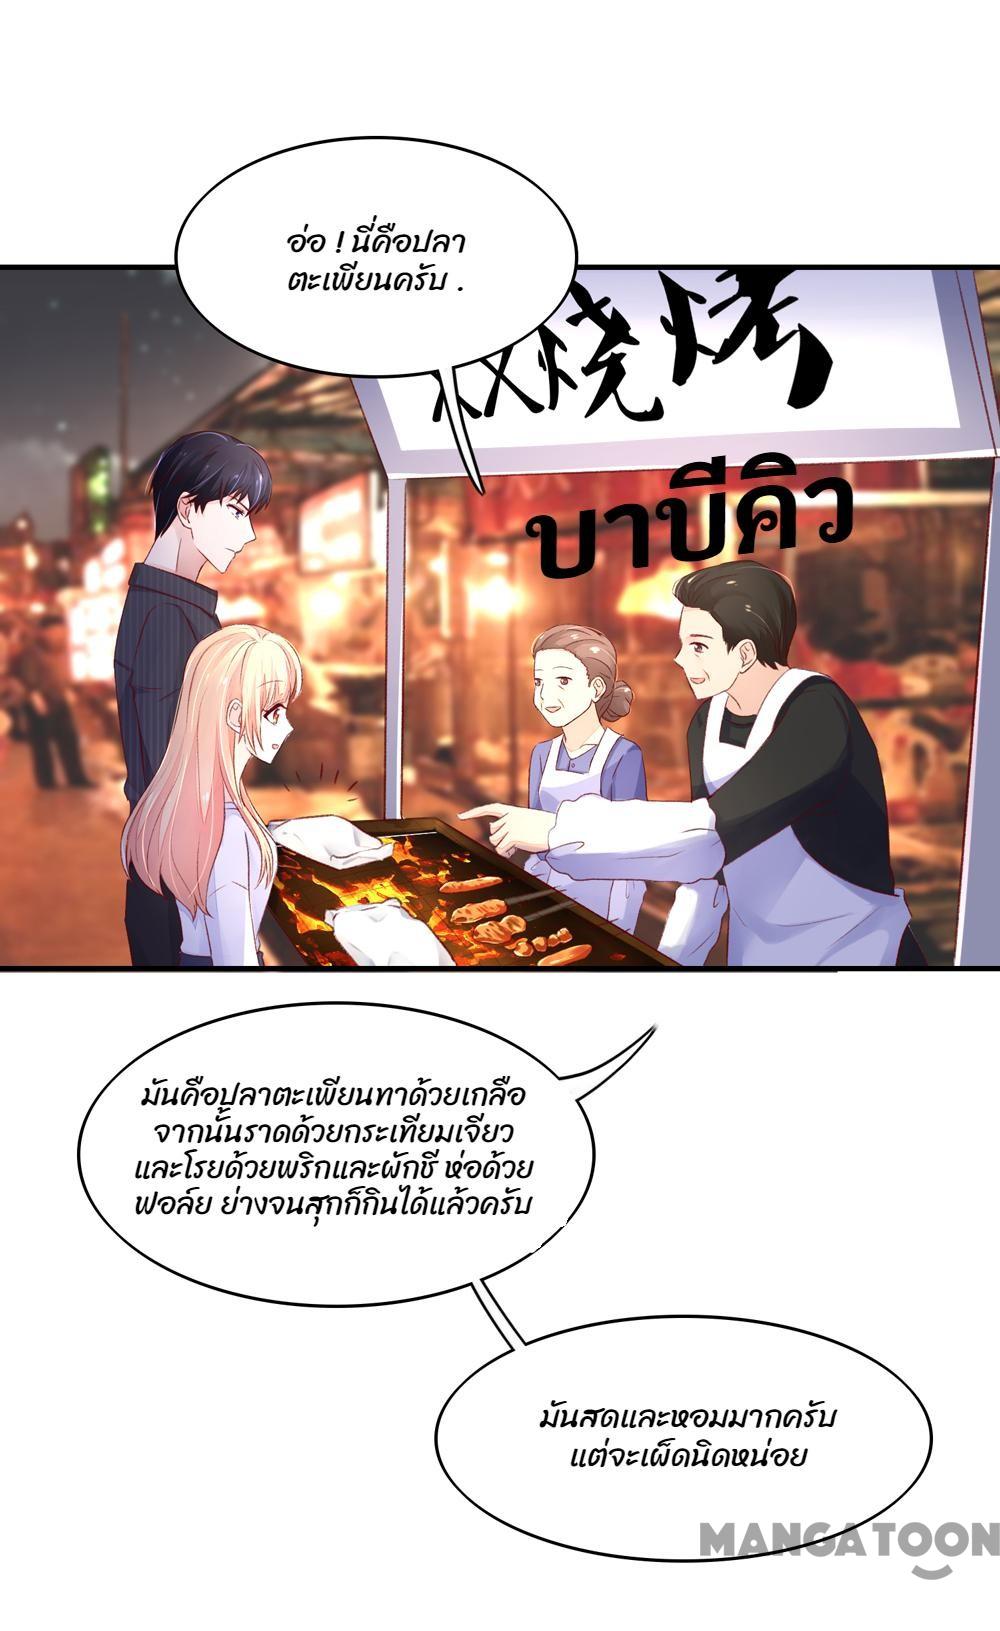 อ่อ ! นี่คือปลา
ตะเพียนครับ .
烧烤
บาบีคิว
มันคือปลาตะเพียนทาด้วยเกลือ
จากนั้นราดด้วยกระเทียมเจียว
และโรยด้วยพริกและผักชี ห่อด้วย
ฟอล์ย ย่างจนสุกก็กินได้แล้วครับ
มันสดและหอมมากครับ
แต่จะเผ็ดนิดหน่อย
MANGATOON